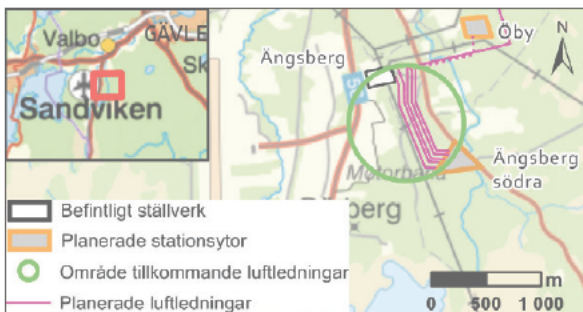 Valbo
GÄVLE
Sk
Sandviken
Ängsberg
Öby
N
Ängsberg
södra
berg
Befintligt ställverk
Planerade stationsytor
Område tillkommande luftledningar
Planerade luftledningar
m
0 500 1 000